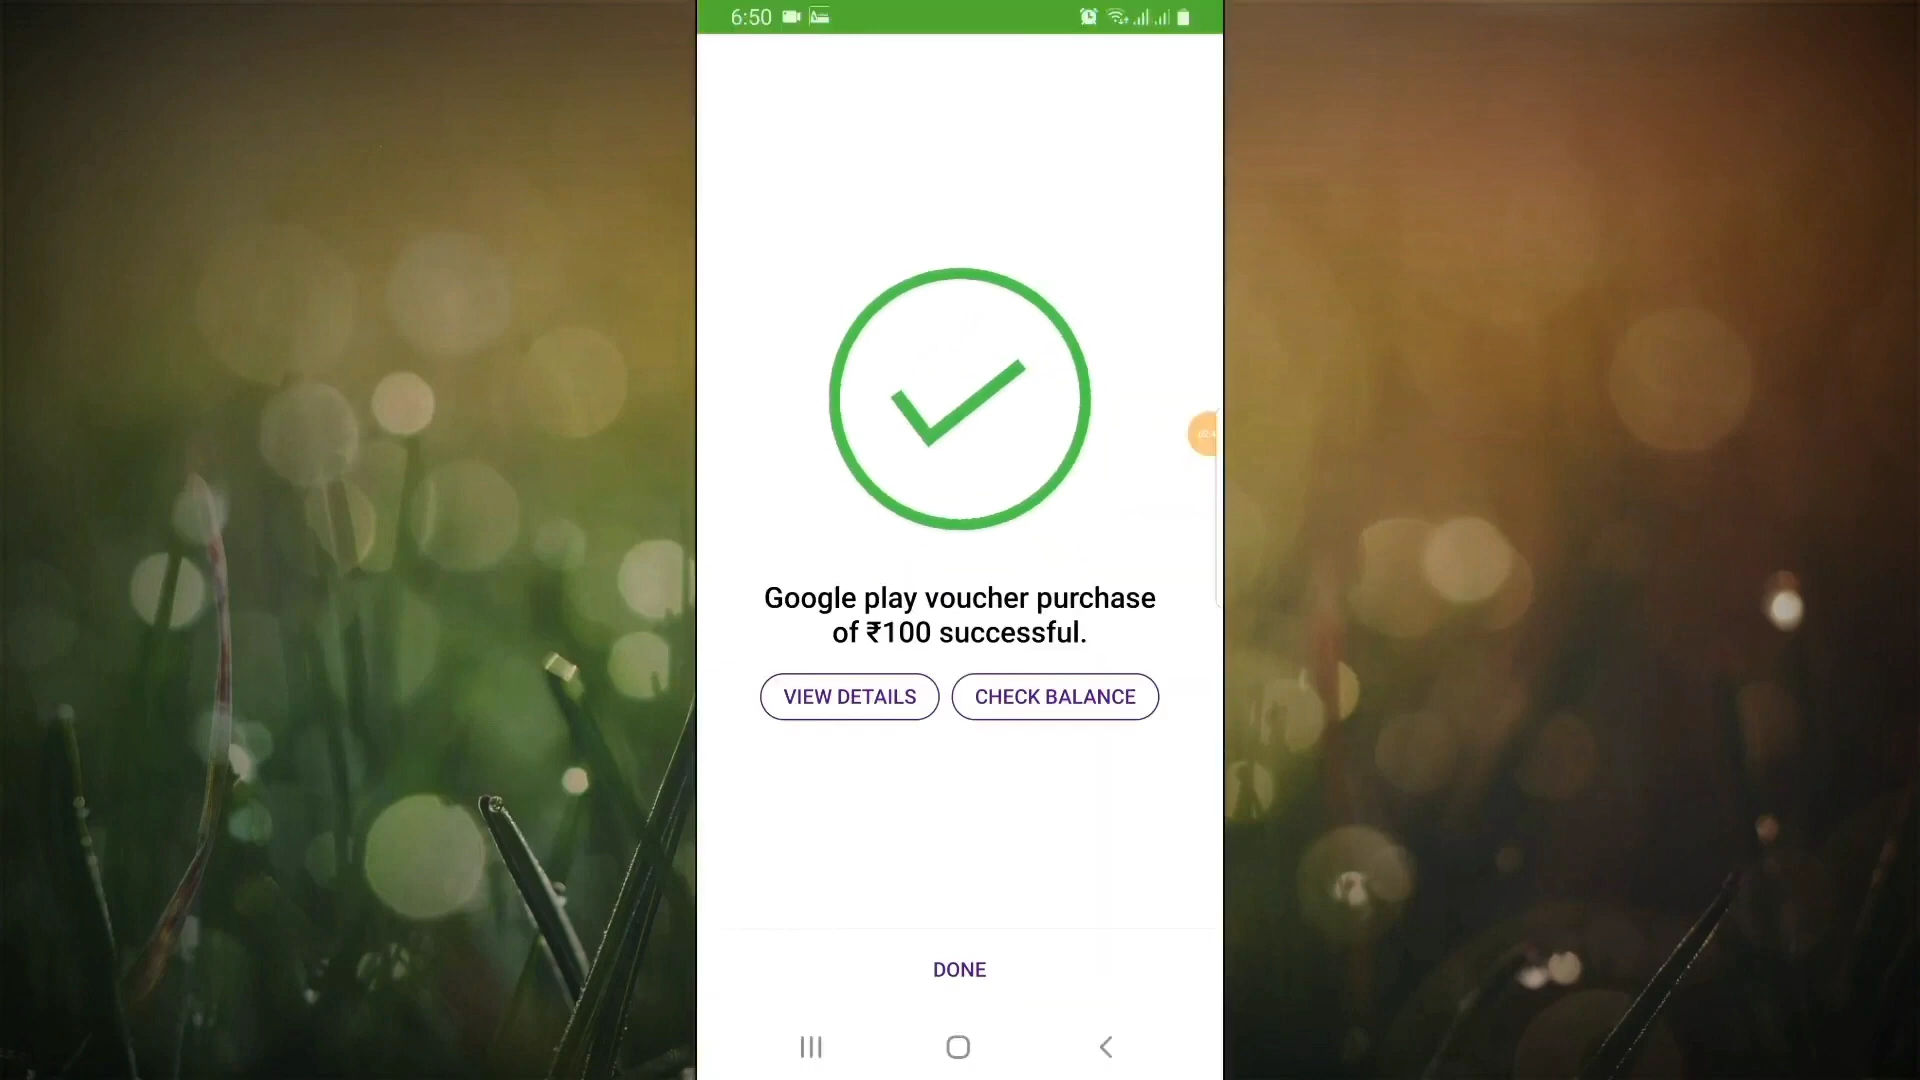 6:50
Google play voucher purchase
of ₹100 successful.
VIEW DETAILS
CHECK BALANCE
DONE